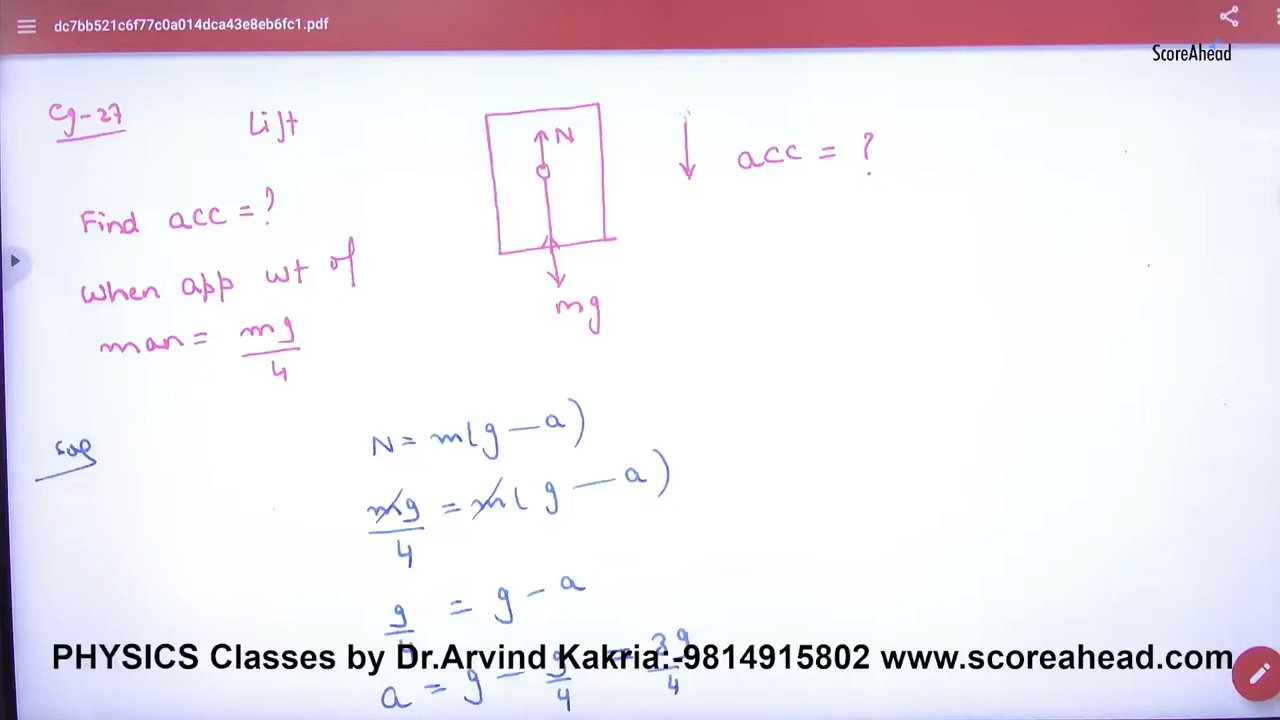 dc7bb521c6f77c0a014dca43e8eb6fc1.pdf
ScoreAhead
Eg-27
Lift
N
acc = ?
Find acc = ?
when app wt of
man = mg/4
mg
Sol
N = m(g - a)
mg/4 = m(g - a)
g/4 = g - a
a = g - g/4 = 3g/4
PHYSICS Classes by Dr.Arvind Kakria:-9814915802 www.scoreahead.com